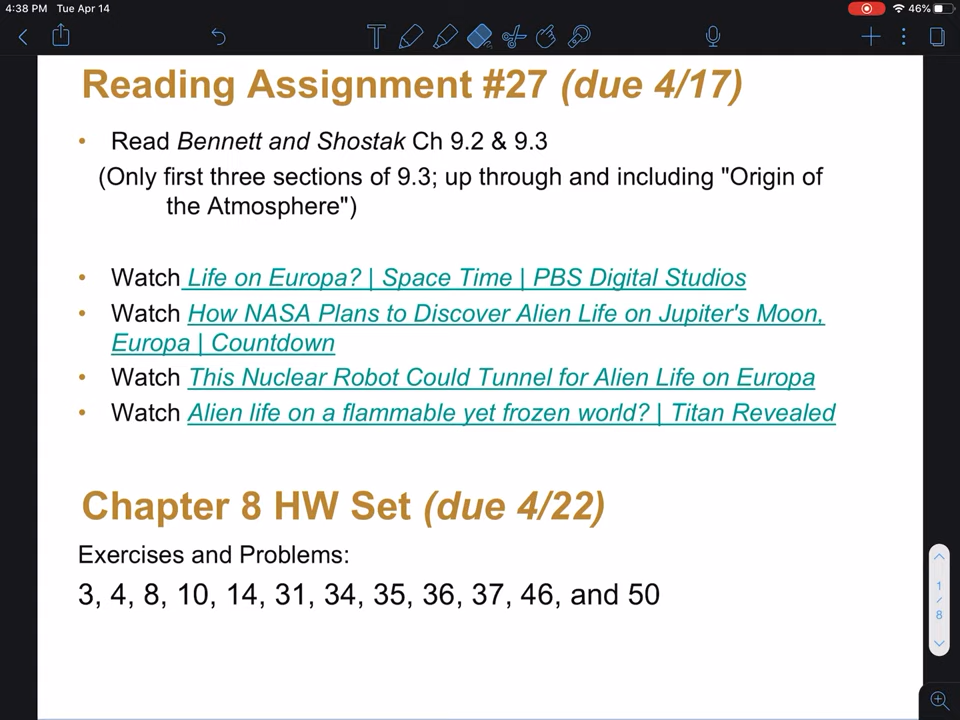 4:38 PM Tue Apr 14
46%
Reading Assignment #27 (due 4/17)
• Read Bennett and Shostak Ch 9.2 & 9.3
(Only first three sections of 9.3; up through and including "Origin of
the Atmosphere")
• Watch Life on Europa? | Space Time | PBS Digital Studios
• Watch How NASA Plans to Discover Alien Life on Jupiter's Moon,
Europa | Countdown
• Watch This Nuclear Robot Could Tunnel for Alien Life on Europa
• Watch Alien life on a flammable yet frozen world? | Titan Revealed
Chapter 8 HW Set (due 4/22)
Exercises and Problems:
3, 4, 8, 10, 14, 31, 34, 35, 36, 37, 46, and 50
1
/
8